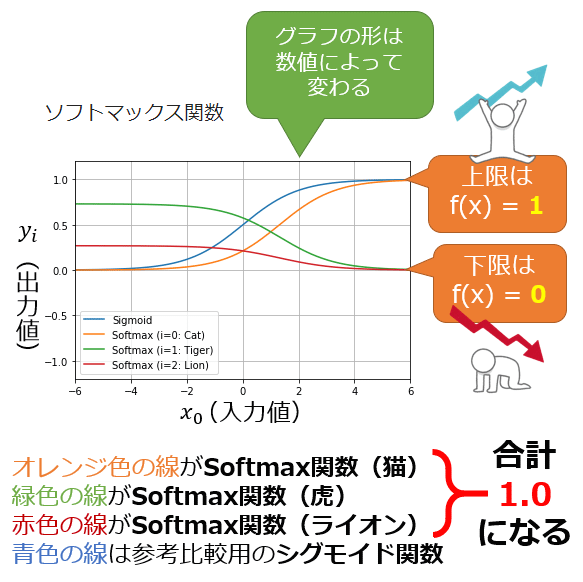 グラフの形は
数値によって
変わる
ソフトマックス関数
上限は
f(x) = 1
下限は
f(x) = 0
yᵢ
(出力値)
1.0
0.5
0.0
−0.5
−1.0
Sigmoid
Softmax (i=0: Cat)
Softmax (i=1: Tiger)
Softmax (i=2: Lion)
−6 −4 −2 0 2 4 6
x₀ (入力値)
オレンジ色の線がSoftmax関数（猫）
緑色の線がSoftmax関数（虎）
赤色の線がSoftmax関数（ライオン）
青色の線は参考比較用のシグモイド関数
合計
1.0
になる